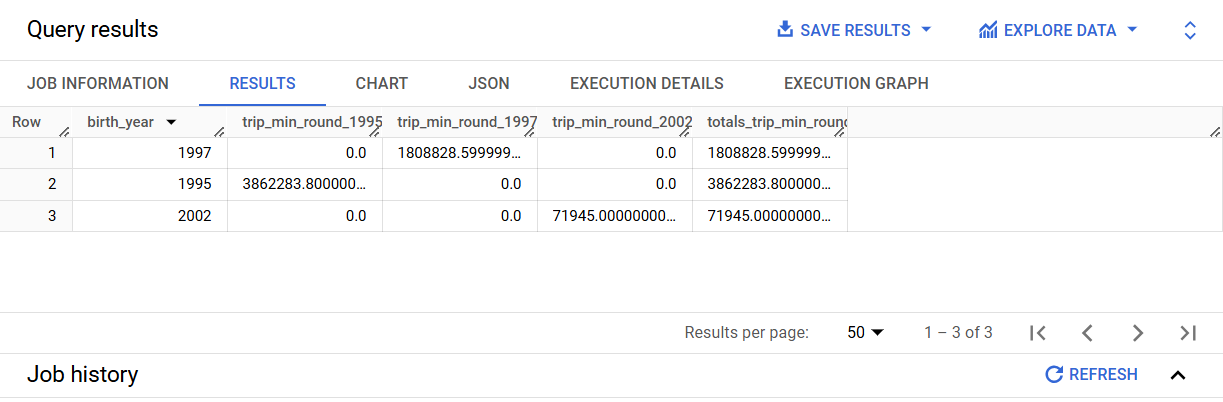 Query results SAVE RESULTS EXPLORE DATA
JOB INFORMATION RESULTS CHART JSON EXECUTION DETAILS EXECUTION GRAPH
Row birth_year trip_min_round_1995 trip_min_round_1997 trip_min_round_2002 totals_trip_min_round
1 1997 0.0 1808828.599999... 0.0 1808828.599999...
2 1995 3862283.800000... 0.0 0.0 3862283.800000...
3 2002 0.0 0.0 71945.00000000... 71945.00000000...
Results per page: 50 1 – 3 of 3
Job history REFRESH